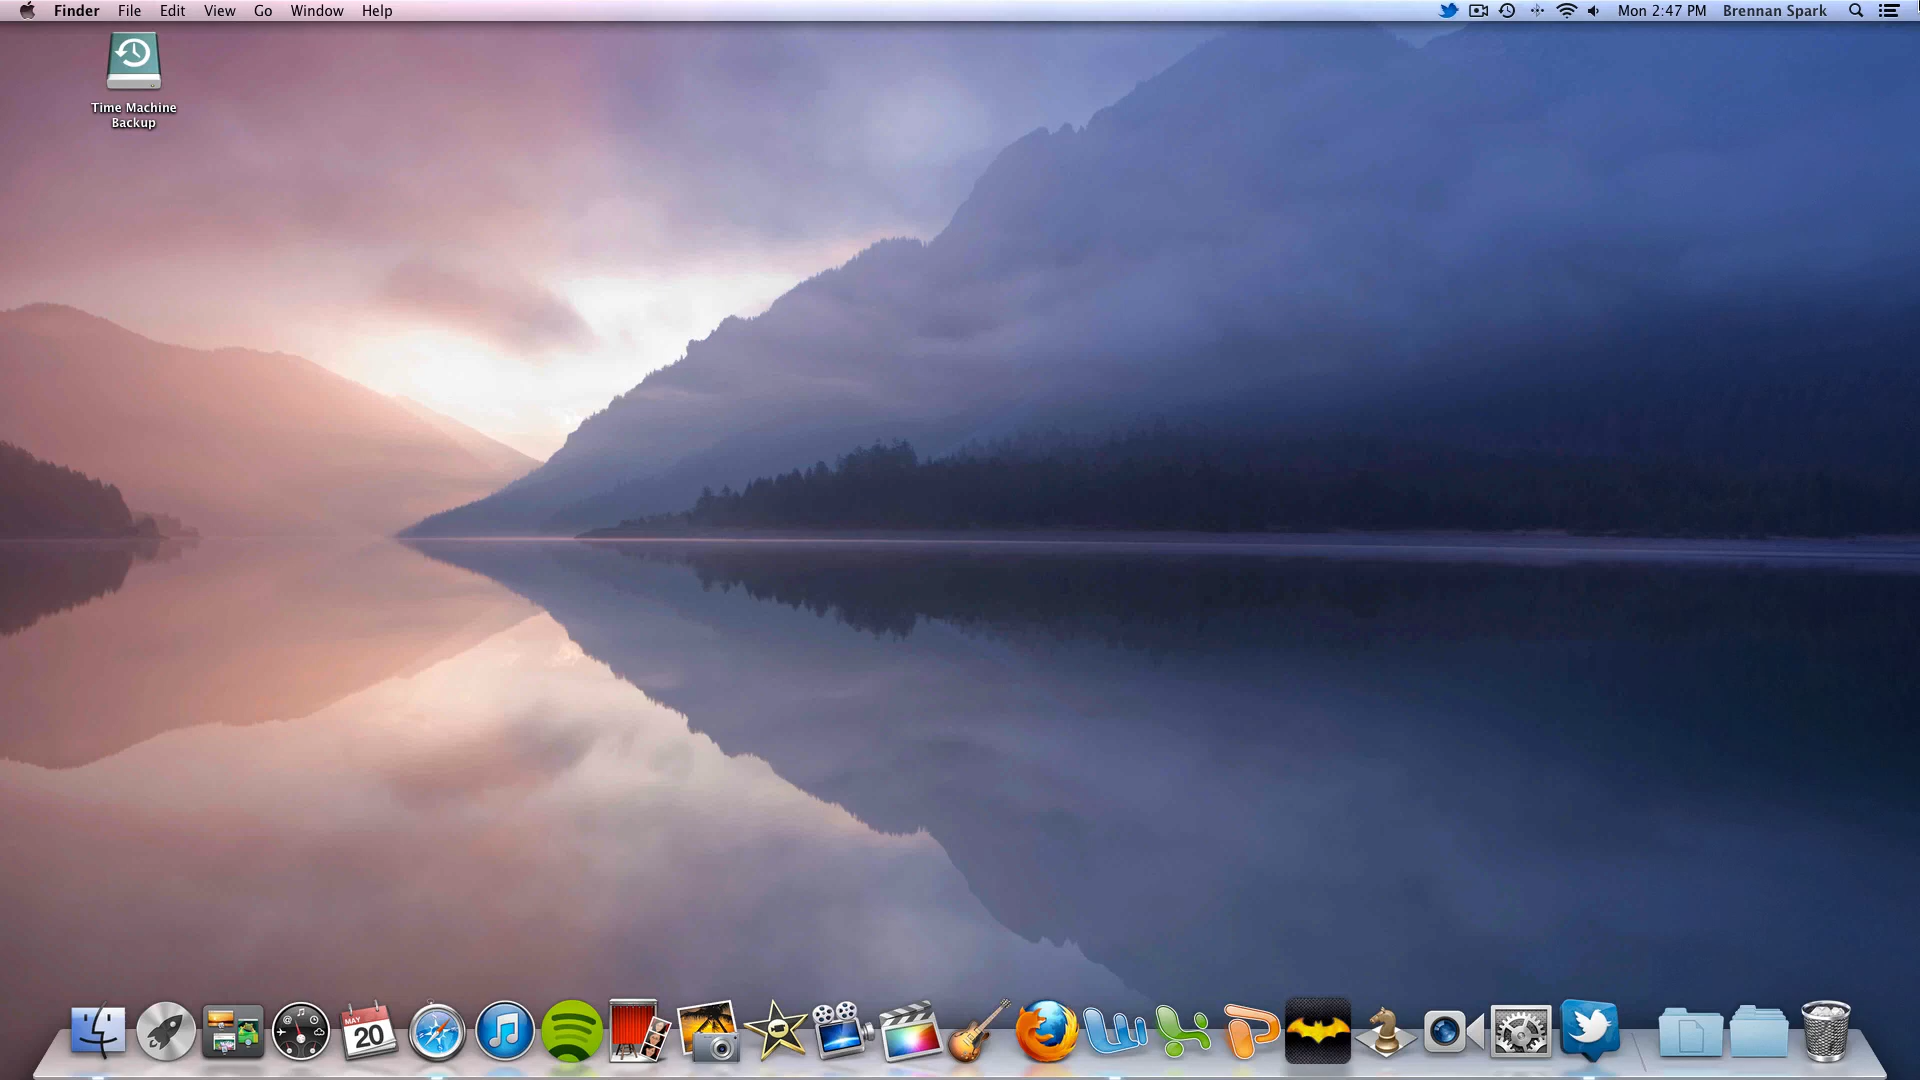 Finder File Edit View Go Window Help Mon 2:47 PM Brennan Spark
Time Machine
Backup
MAY
20